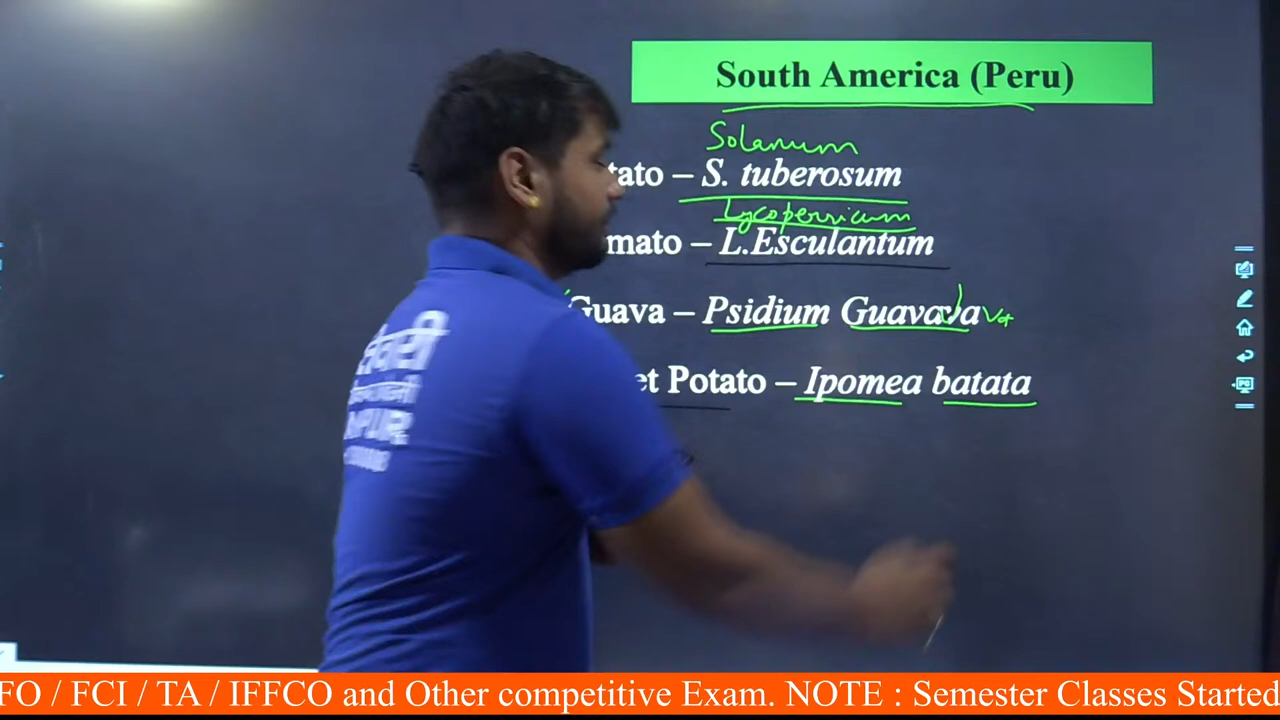 South America (Peru)
Solanum
tato – S. tuberosum
Lycopersicum
mato – L.Esculantum
Guava – Psidium Guavava va
et Potato – Ipomea batata
FO / FCI / TA / IFFCO and Other competitive Exam. NOTE : Semester Classes Started